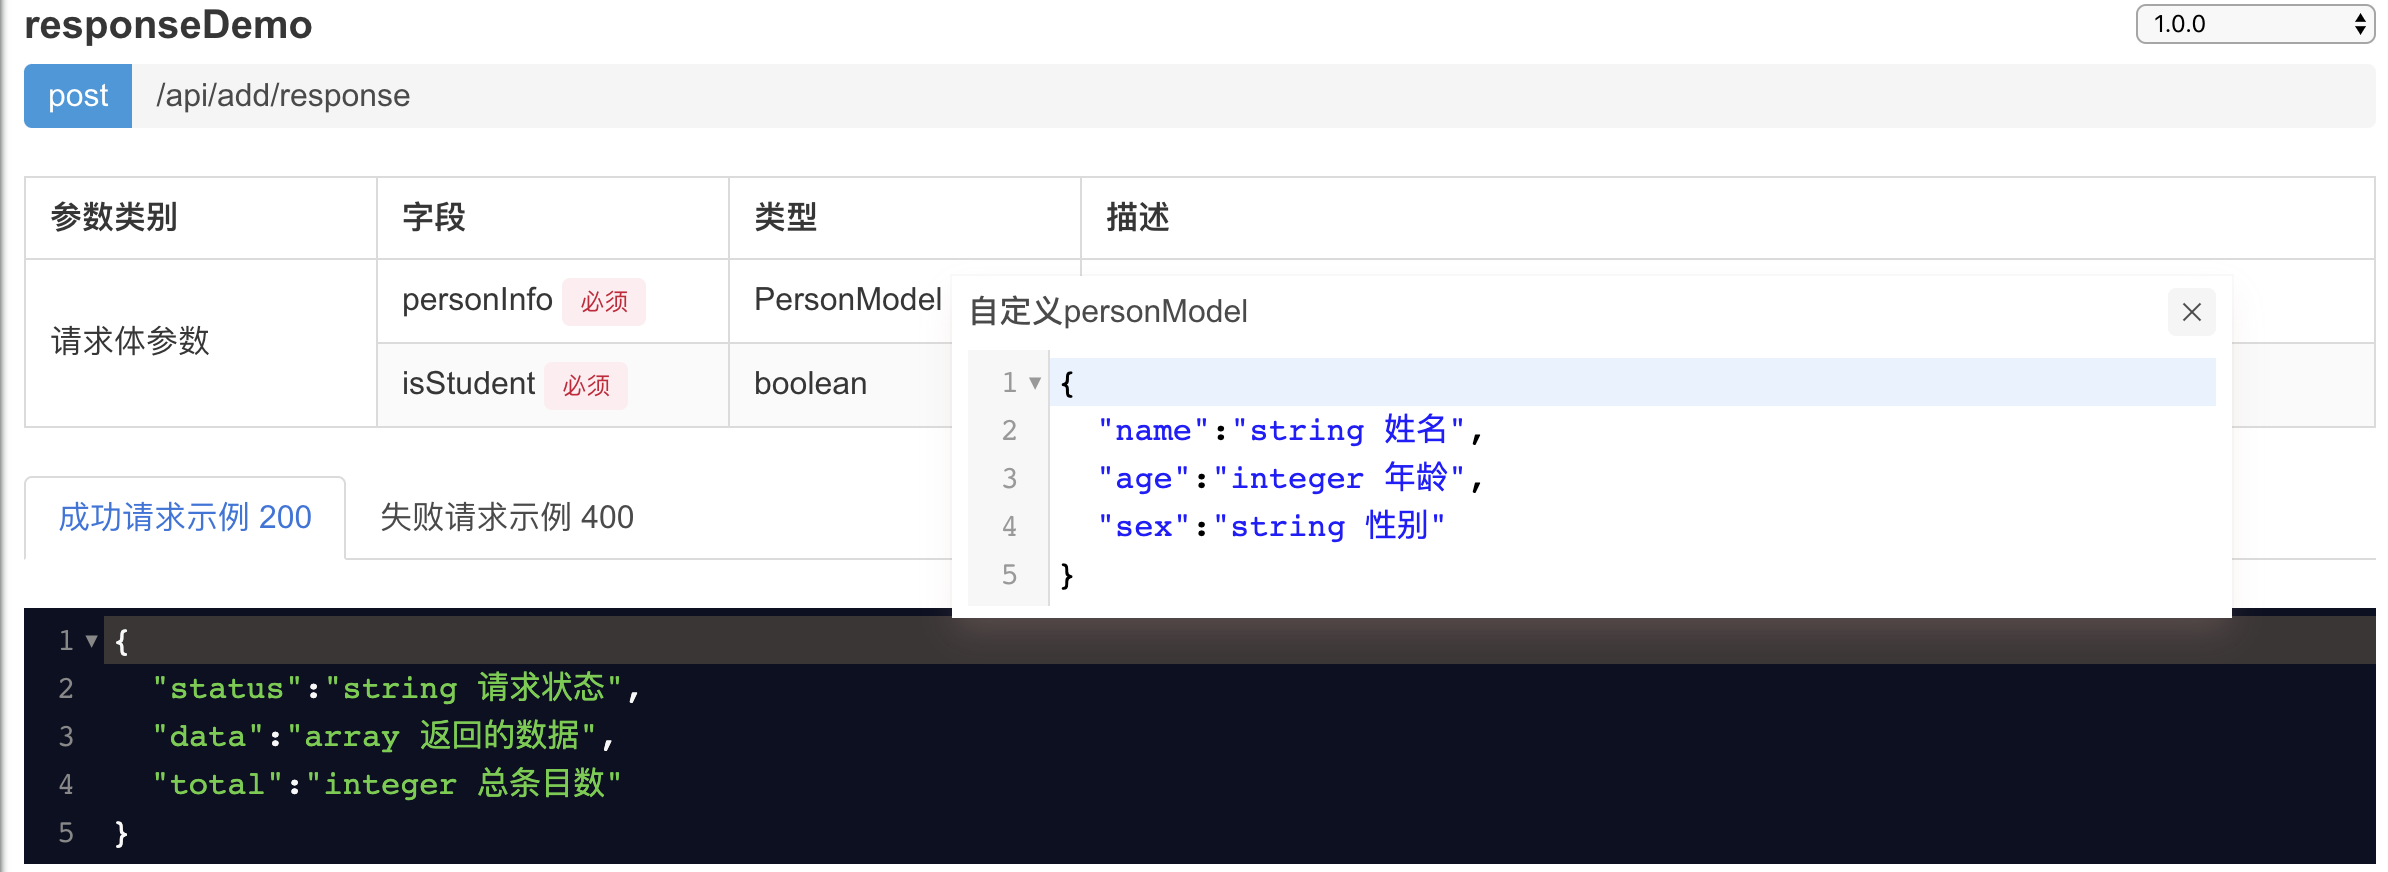 responseDemo
1.0.0
post /api/add/response
参数类别 字段 类型 描述
请求体参数
personInfo 必须 PersonModel
isStudent 必须 boolean
自定义personModel
1 {
2 "name":"string 姓名",
3 "age":"integer 年龄",
4 "sex":"string 性别"
5 }
成功请求示例 200 失败请求示例 400
1 {
2 "status":"string 请求状态",
3 "data":"array 返回的数据",
4 "total":"integer 总条目数"
5 }